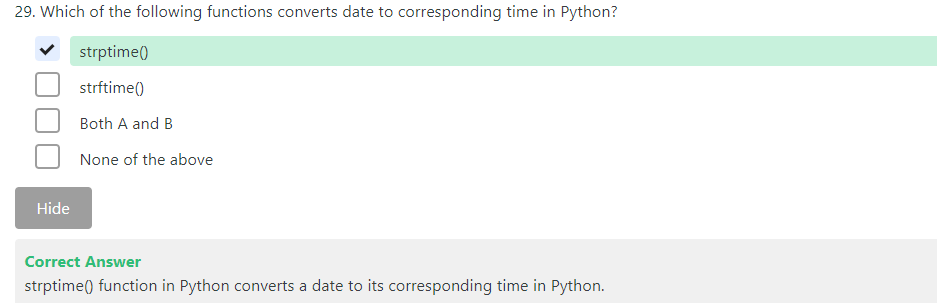 29. Which of the following functions converts date to corresponding time in Python?
strptime()
strftime()
Both A and B
None of the above
Hide
Correct Answer
strptime() function in Python converts a date to its corresponding time in Python.